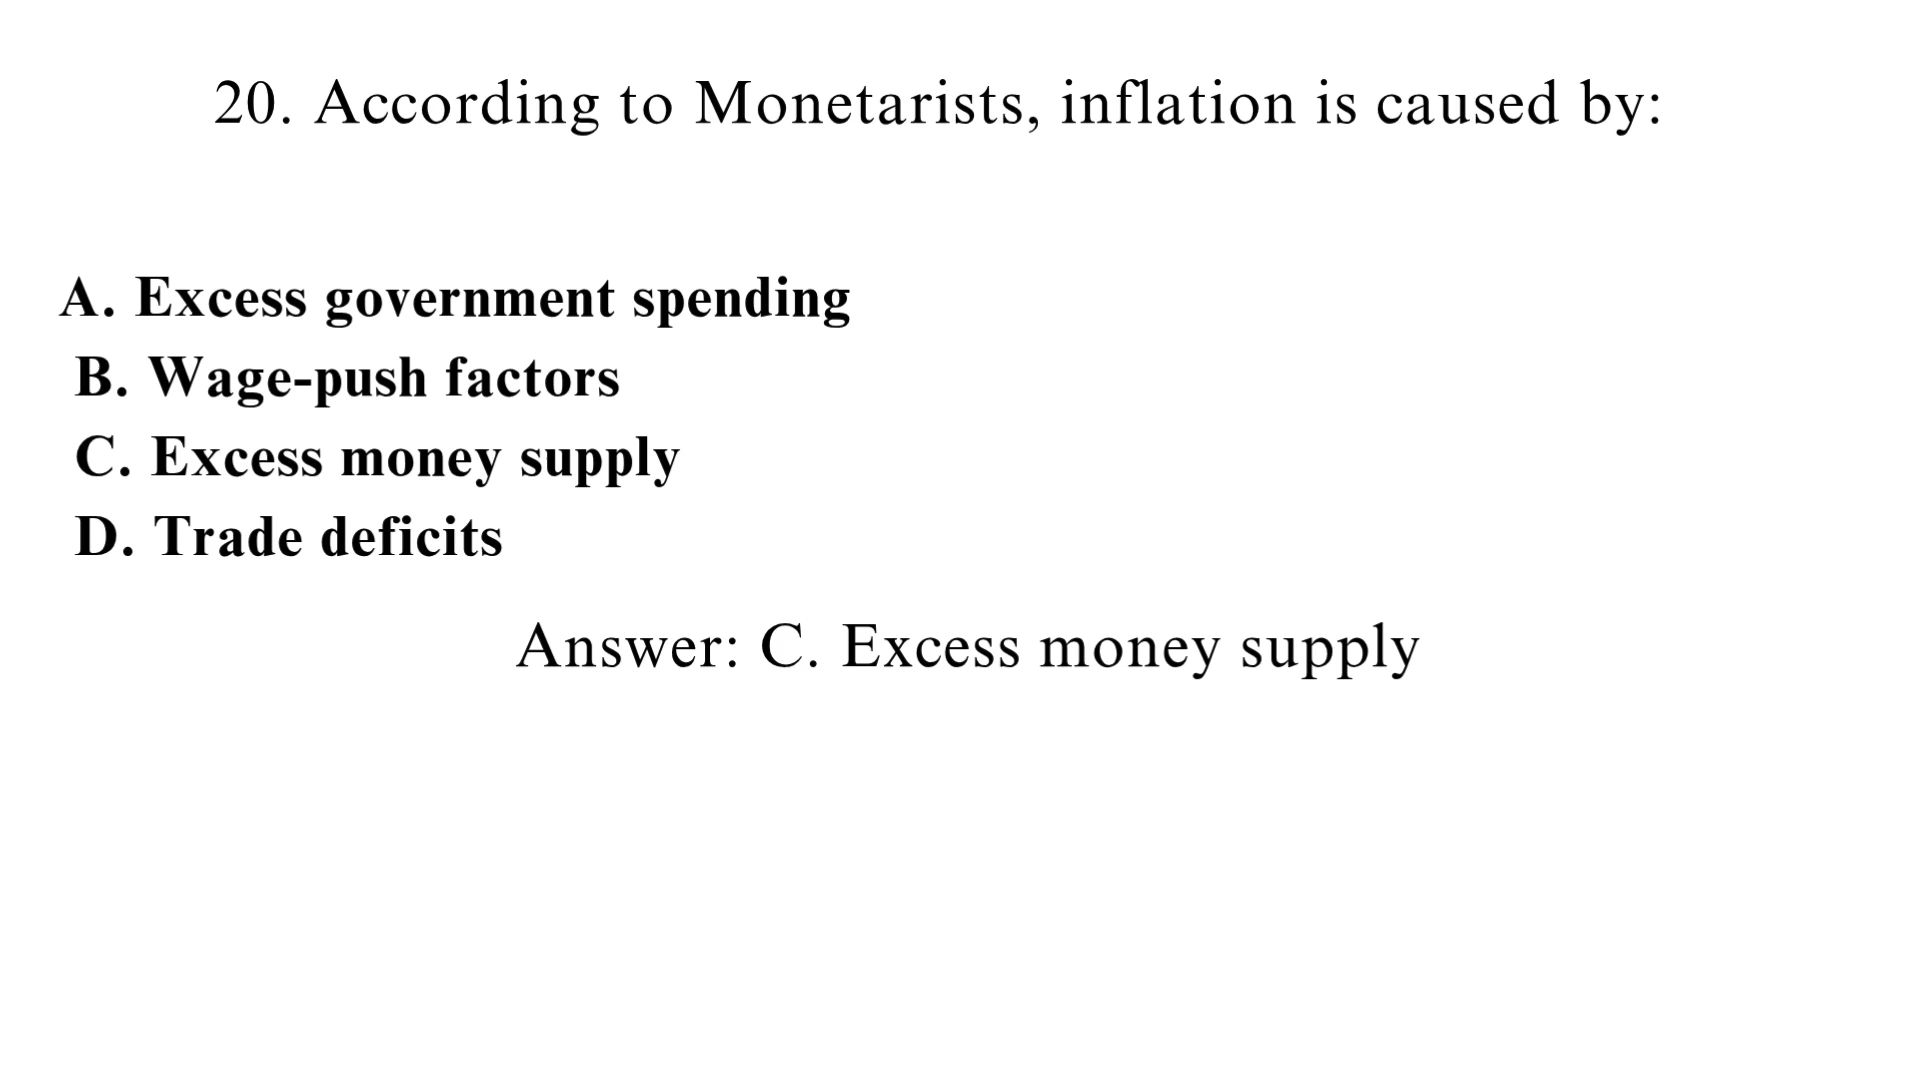 20. According to Monetarists, inflation is caused by:
A. Excess government spending
B. Wage-push factors
C. Excess money supply
D. Trade deficits
Answer: C. Excess money supply